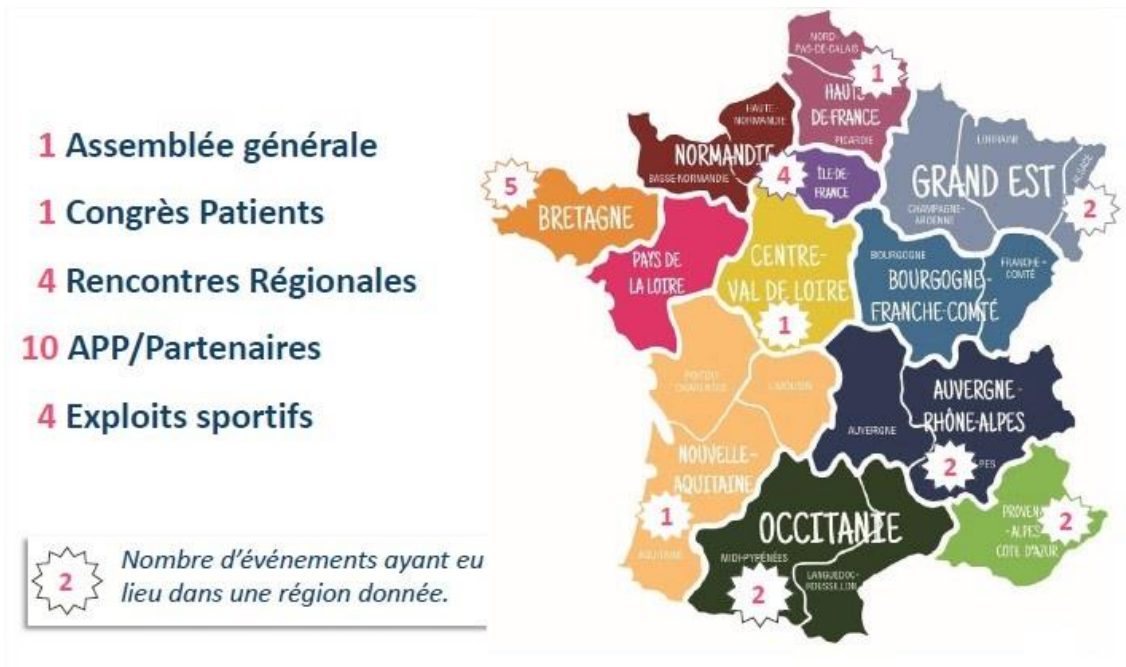 1 Assemblée générale
1 Congrès Patients
4 Rencontres Régionales
10 APP/Partenaires
4 Exploits sportifs
2
Nombre d'événements ayant eu
lieu dans une région donnée.
NORD-
PAS-DE-CALAIS
1
HAUTE
DE-FRANCE
PICARDIE
HAUTE-
NORMANDIE
NORMANDIE
BASSE-NORMANDIE
4
ÎLE-DE-
FRANCE
LORRAINE
ALSACE
GRAND EST
CHAMPAGNE-
ARDENNE
2
5
BRETAGNE
PAYS DE
LA LOIRE
CENTRE-
VAL DE LOIRE
1
BOURGOGNE
FRANCHE-
COMTÉ
BOURGOGNE-
FRANCHE-COMTÉ
POITOU-
CHARENTES
LIMOUSIN
NOUVELLE-
AQUITAINE
1
AQUITAINE
AUVERGNE
AUVERGNE-
RHÔNE-ALPES
2
PES
OCCITANIE
MIDI-PYÉNÉES
LANGUEDOC-
ROUSSILLON
2
PROVEN
-ALPES
CÔTE D'AZUR
2